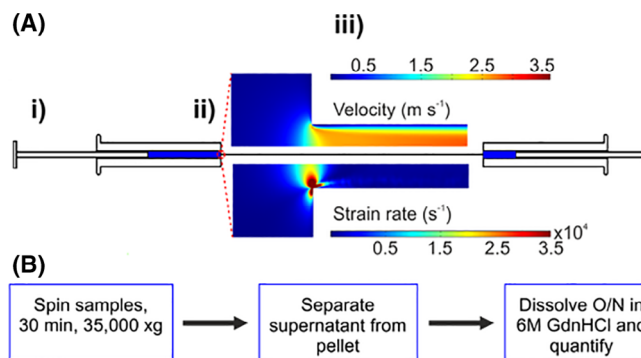 (A)
iii)
0.5 1.5 2.5 3.5
i)
ii)
Velocity (m s⁻¹)
Strain rate (s⁻¹)
x10⁴
0.5 1.5 2.5 3.5
(B)
Spin samples,
30 min, 35,000 xg
Separate
supernatant from
pellet
Dissolve O/N in
6M GdnHCl and
quantify